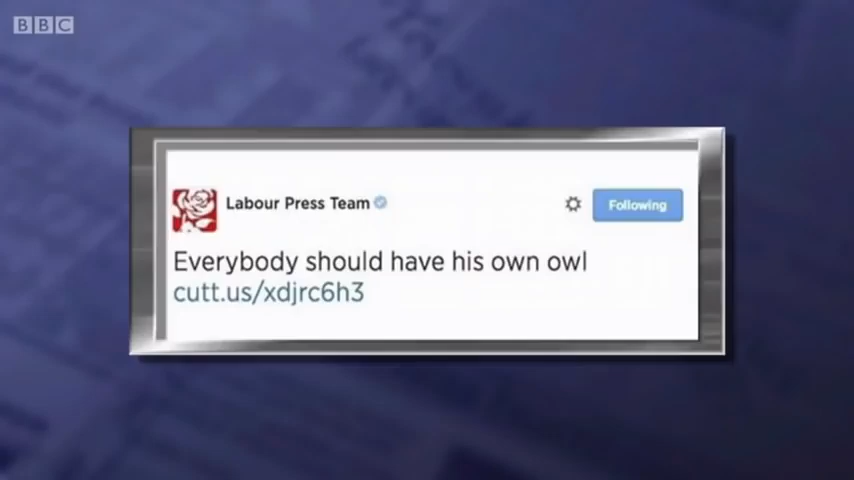 BBC
Labour Press Team
Following
Everybody should have his own owl
cutt.us/xdjrc6h3